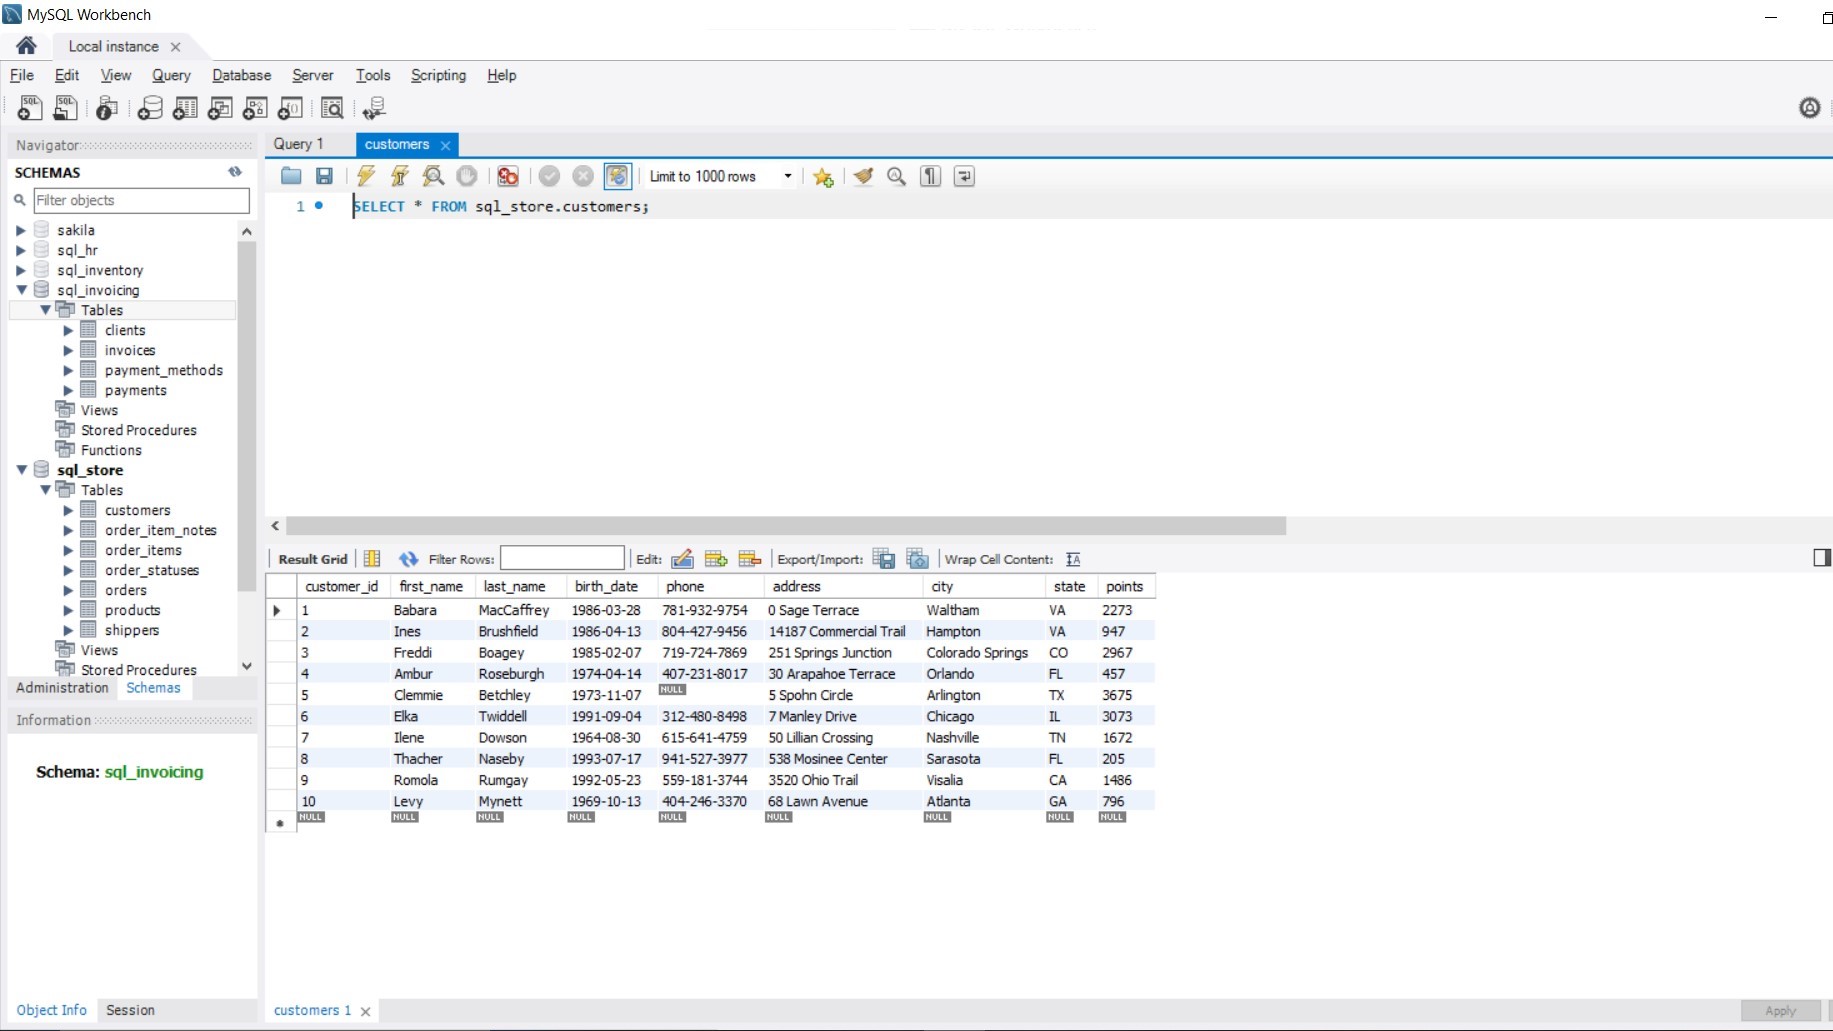 MySQL Workbench
Local instance
File Edit View Query Database Server Tools Scripting Help
Navigator
SCHEMAS
Filter objects
sakila
sql_hr
sql_inventory
sql_invoicing
Tables
clients
invoices
payment_methods
payments
Views
Stored Procedures
Functions
sql_store
Tables
customers
order_item_notes
order_items
order_statuses
orders
products
shippers
Views
Stored Procedures
Administration Schemas
Information
Schema: sql_invoicing
Object Info Session
Query 1 customers
Limit to 1000 rows
1 SELECT * FROM sql_store.customers;
Result Grid Filter Rows: Edit: Export/Import: Wrap Cell Content:
customer_id first_name last_name birth_date phone address city state points
1 Babara MacCaffrey 1986-03-28 781-932-9754 0 Sage Terrace Waltham VA 2273
2 Ines Brushfield 1986-04-13 804-427-9456 14187 Commercial Trail Hampton VA 947
3 Freddi Boagey 1985-02-07 719-724-7869 251 Springs Junction Colorado Springs CO 2967
4 Ambur Roseburgh 1974-04-14 407-231-8017 30 Arapahoe Terrace Orlando FL 457
5 Clemmie Betchley 1973-11-07 NULL 5 Spohn Circle Arlington TX 3675
6 Elka Twiddell 1991-09-04 312-480-8498 7 Manley Drive Chicago IL 3073
7 Ilene Dowson 1964-08-30 615-641-4759 50 Lillian Crossing Nashville TN 1672
8 Thacher Naseby 1993-07-17 941-527-3977 538 Mosinee Center Sarasota FL 205
9 Romola Rumgay 1992-05-23 559-181-3744 3520 Ohio Trail Visalia CA 1486
10 Levy Mynett 1969-10-13 404-246-3370 68 Lawn Avenue Atlanta GA 796
NULL NULL NULL NULL NULL NULL NULL NULL NULL
customers 1
Apply